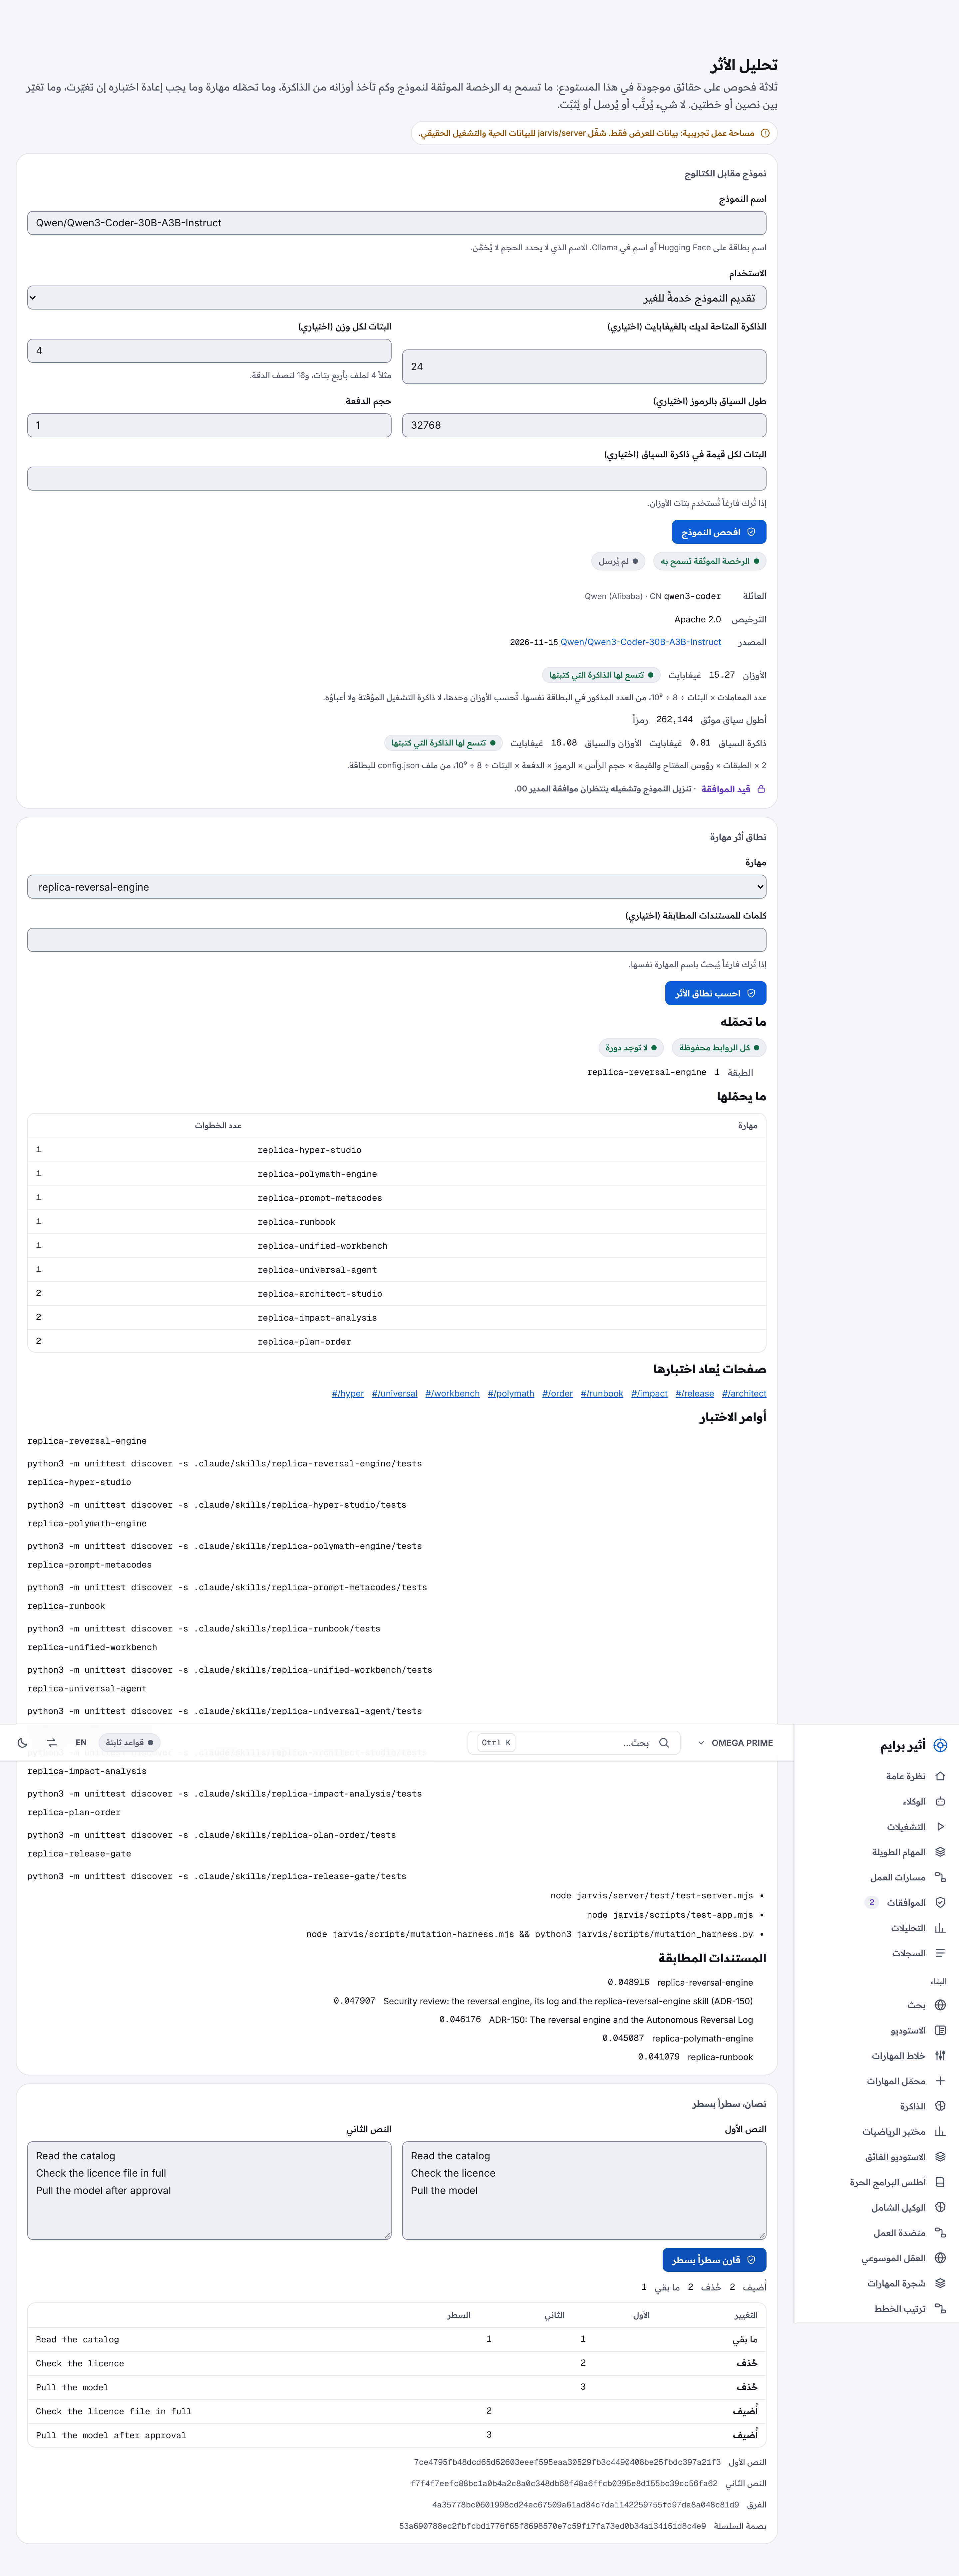 تحليل الأثر
ثلاثة فحوص على حقائق موجودة في هذا المستودع: ما تسمح به الرخصة الموثقة لنموذج وكم تأخذ أوزانه من الذاكرة، وما تحمّله مهارة وما يجب إعادة اختباره إن تغيّرت، وما تغيّر
بين نصين أو خطتين. لا شيء يُرتَّب أو يُرسل أو يُثبَّت.
مساحة عمل تجريبية: بيانات للعرض فقط. شغّل jarvis/server للبيانات الحية والتشغيل الحقيقي.
نموذج مقابل الكتالوج
اسم النموذج
Qwen/Qwen3-Coder-30B-A3B-Instruct
اسم بطاقة على Hugging Face أو اسم في Ollama. الاسم الذي لا يحدد الحجم لا يُخمَّن.
الاستخدام
تقديم النموذج خدمةً للغير
الذاكرة المتاحة لديك بالغيغابايت (اختياري)
24
البتات لكل وزن (اختياري)
4
مثلاً 4 لملف بأربع بتات، و16 لنصف الدقة.
طول السياق بالرموز (اختياري)
32768
حجم الدفعة
1
البتات لكل قيمة في ذاكرة السياق (اختياري)
إذا تُرك فارغاً تُستخدم بتات الأوزان.
افحص النموذج
الرخصة الموثقة تسمح به
لم يُرسل
العائلة qwen3-coder Qwen (Alibaba) · CN
الترخيص Apache 2.0
المصدر Qwen/Qwen3-Coder-30B-A3B-Instruct 2026-11-15
الأوزان 15.27 غيغابايت تتسع لها الذاكرة التي كتبتها
عدد المعاملات × البتات ÷ 8 ÷ 10⁹، من العدد المذكور في البطاقة نفسها. تُحسب الأوزان وحدها، لا ذاكرة التشغيل المؤقتة ولا أعباؤه.
أطول سياق موثق 262,144 رمزاً
ذاكرة السياق 0.81 غيغابايت الأوزان والسياق 16.08 غيغابايت تتسع لها الذاكرة التي كتبتها
2 × الطبقات × رؤوس المفتاح والقيمة × حجم الرأس × الرموز × الدفعة × البتات ÷ 8 ÷ 10⁹، من ملف config.json للبطاقة.
قيد الموافقة · تنزيل النموذج وتشغيله ينتظران موافقة المدير 00.
نطاق أثر مهارة
مهارة
replica-reversal-engine
كلمات للمستندات المطابقة (اختياري)
إذا تُرك فارغاً يُبحث باسم المهارة نفسها.
احسب نطاق الأثر
ما تحمّله
كل الروابط محفوظة
لا توجد دورة
الطبقة 1 replica-reversal-engine
ما يحمّلها
مهارة عدد الخطوات
replica-hyper-studio 1
replica-polymath-engine 1
replica-prompt-metacodes 1
replica-runbook 1
replica-unified-workbench 1
replica-universal-agent 1
replica-architect-studio 2
replica-impact-analysis 2
replica-plan-order 2
صفحات يُعاد اختبارها
#/architect #/release #/impact #/runbook #/order #/polymath #/workbench #/universal #/hyper
أوامر الاختبار
replica-reversal-engine
python3 -m unittest discover -s .claude/skills/replica-reversal-engine/tests
replica-hyper-studio
python3 -m unittest discover -s .claude/skills/replica-hyper-studio/tests
replica-polymath-engine
python3 -m unittest discover -s .claude/skills/replica-polymath-engine/tests
replica-prompt-metacodes
python3 -m unittest discover -s .claude/skills/replica-prompt-metacodes/tests
replica-runbook
python3 -m unittest discover -s .claude/skills/replica-runbook/tests
replica-unified-workbench
python3 -m unittest discover -s .claude/skills/replica-unified-workbench/tests
replica-universal-agent
python3 -m unittest discover -s .claude/skills/replica-universal-agent/tests
أثير برايم
OMEGA PRIME
بحث...
Ctrl K
قواعد ثابتة
EN
نظرة عامة
الوكلاء
التشغيلات
المهام الطويلة
مسارات العمل
الموافقات 2
التحليلات
السجلات
البناء
بحث
الاستوديو
خلاط المهارات
محمّل المهارات
الذاكرة
مختبر الرياضيات
الاستوديو الفائق
أطلس البرامج الحرة
الوكيل الشامل
منضدة العمل
العقل الموسوعي
شجرة المهارات
ترتيب الخطط
replica-impact-analysis
python3 -m unittest discover -s .claude/skills/replica-impact-analysis/tests
replica-plan-order
python3 -m unittest discover -s .claude/skills/replica-plan-order/tests
replica-release-gate
python3 -m unittest discover -s .claude/skills/replica-release-gate/tests
node jarvis/server/test/test-server.mjs
node jarvis/scripts/test-app.mjs
node jarvis/scripts/mutation-harness.mjs && python3 jarvis/scripts/mutation_harness.py
المستندات المطابقة
replica-reversal-engine 0.048916
Security review: the reversal engine, its log and the replica-reversal-engine skill (ADR-150) 0.047907
ADR-150: The reversal engine and the Autonomous Reversal Log 0.046176
replica-polymath-engine 0.045087
replica-runbook 0.041079
نصان، سطراً بسطر
النص الأول
Read the catalog
Check the licence
Pull the model
النص الثاني
Read the catalog
Check the licence file in full
Pull the model after approval
قارن سطراً بسطر
أُضيف 2 حُذف 2 ما بقي 1
التغيير الأول الثاني السطر
ما بقي 1 1 Read the catalog
حُذف 2 Check the licence
حُذف 3 Pull the model
أُضيف 2 Check the licence file in full
أُضيف 3 Pull the model after approval
النص الأول 7ce4795fb48dcd65d52603eeef595eaa30529fb3c4490408be25fbdc397a21f3
النص الثاني f7f4f7eefc88bc1a0b4a2c8a0c348db68f48a6ffcb0395e8d155bc39cc56fa62
الفرق 4a35778bc0601998cd24ec67509a61ad84c7da1142259755fd97da8a048c81d9
بصمة السلسلة 53a690788ec2fbfcbd1776f65f8698570e7c59f17fa73ed0b34a134151d8c4e9